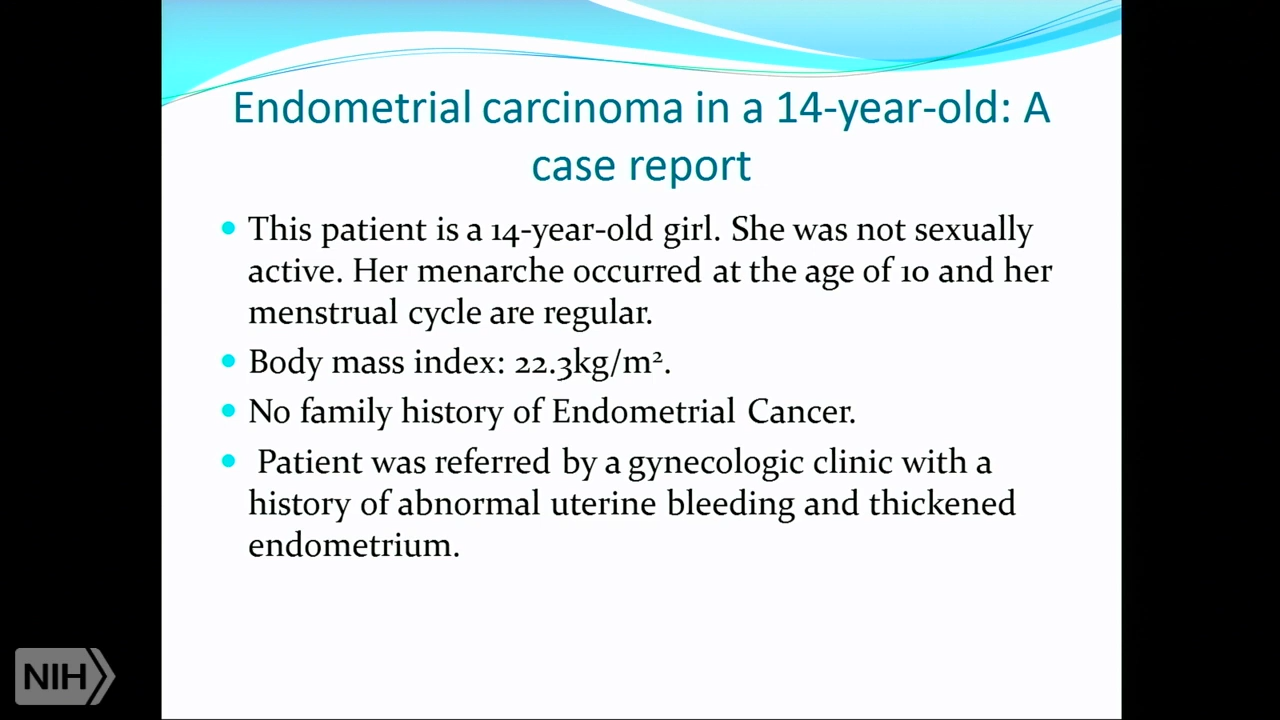 Endometrial carcinoma in a 14-year-old: A
case report
• This patient is a 14-year-old girl. She was not sexually
active. Her menarche occurred at the age of 10 and her
menstrual cycle are regular.
• Body mass index: 22.3kg/m².
• No family history of Endometrial Cancer.
• Patient was referred by a gynecologic clinic with a
history of abnormal uterine bleeding and thickened
endometrium.
NIH